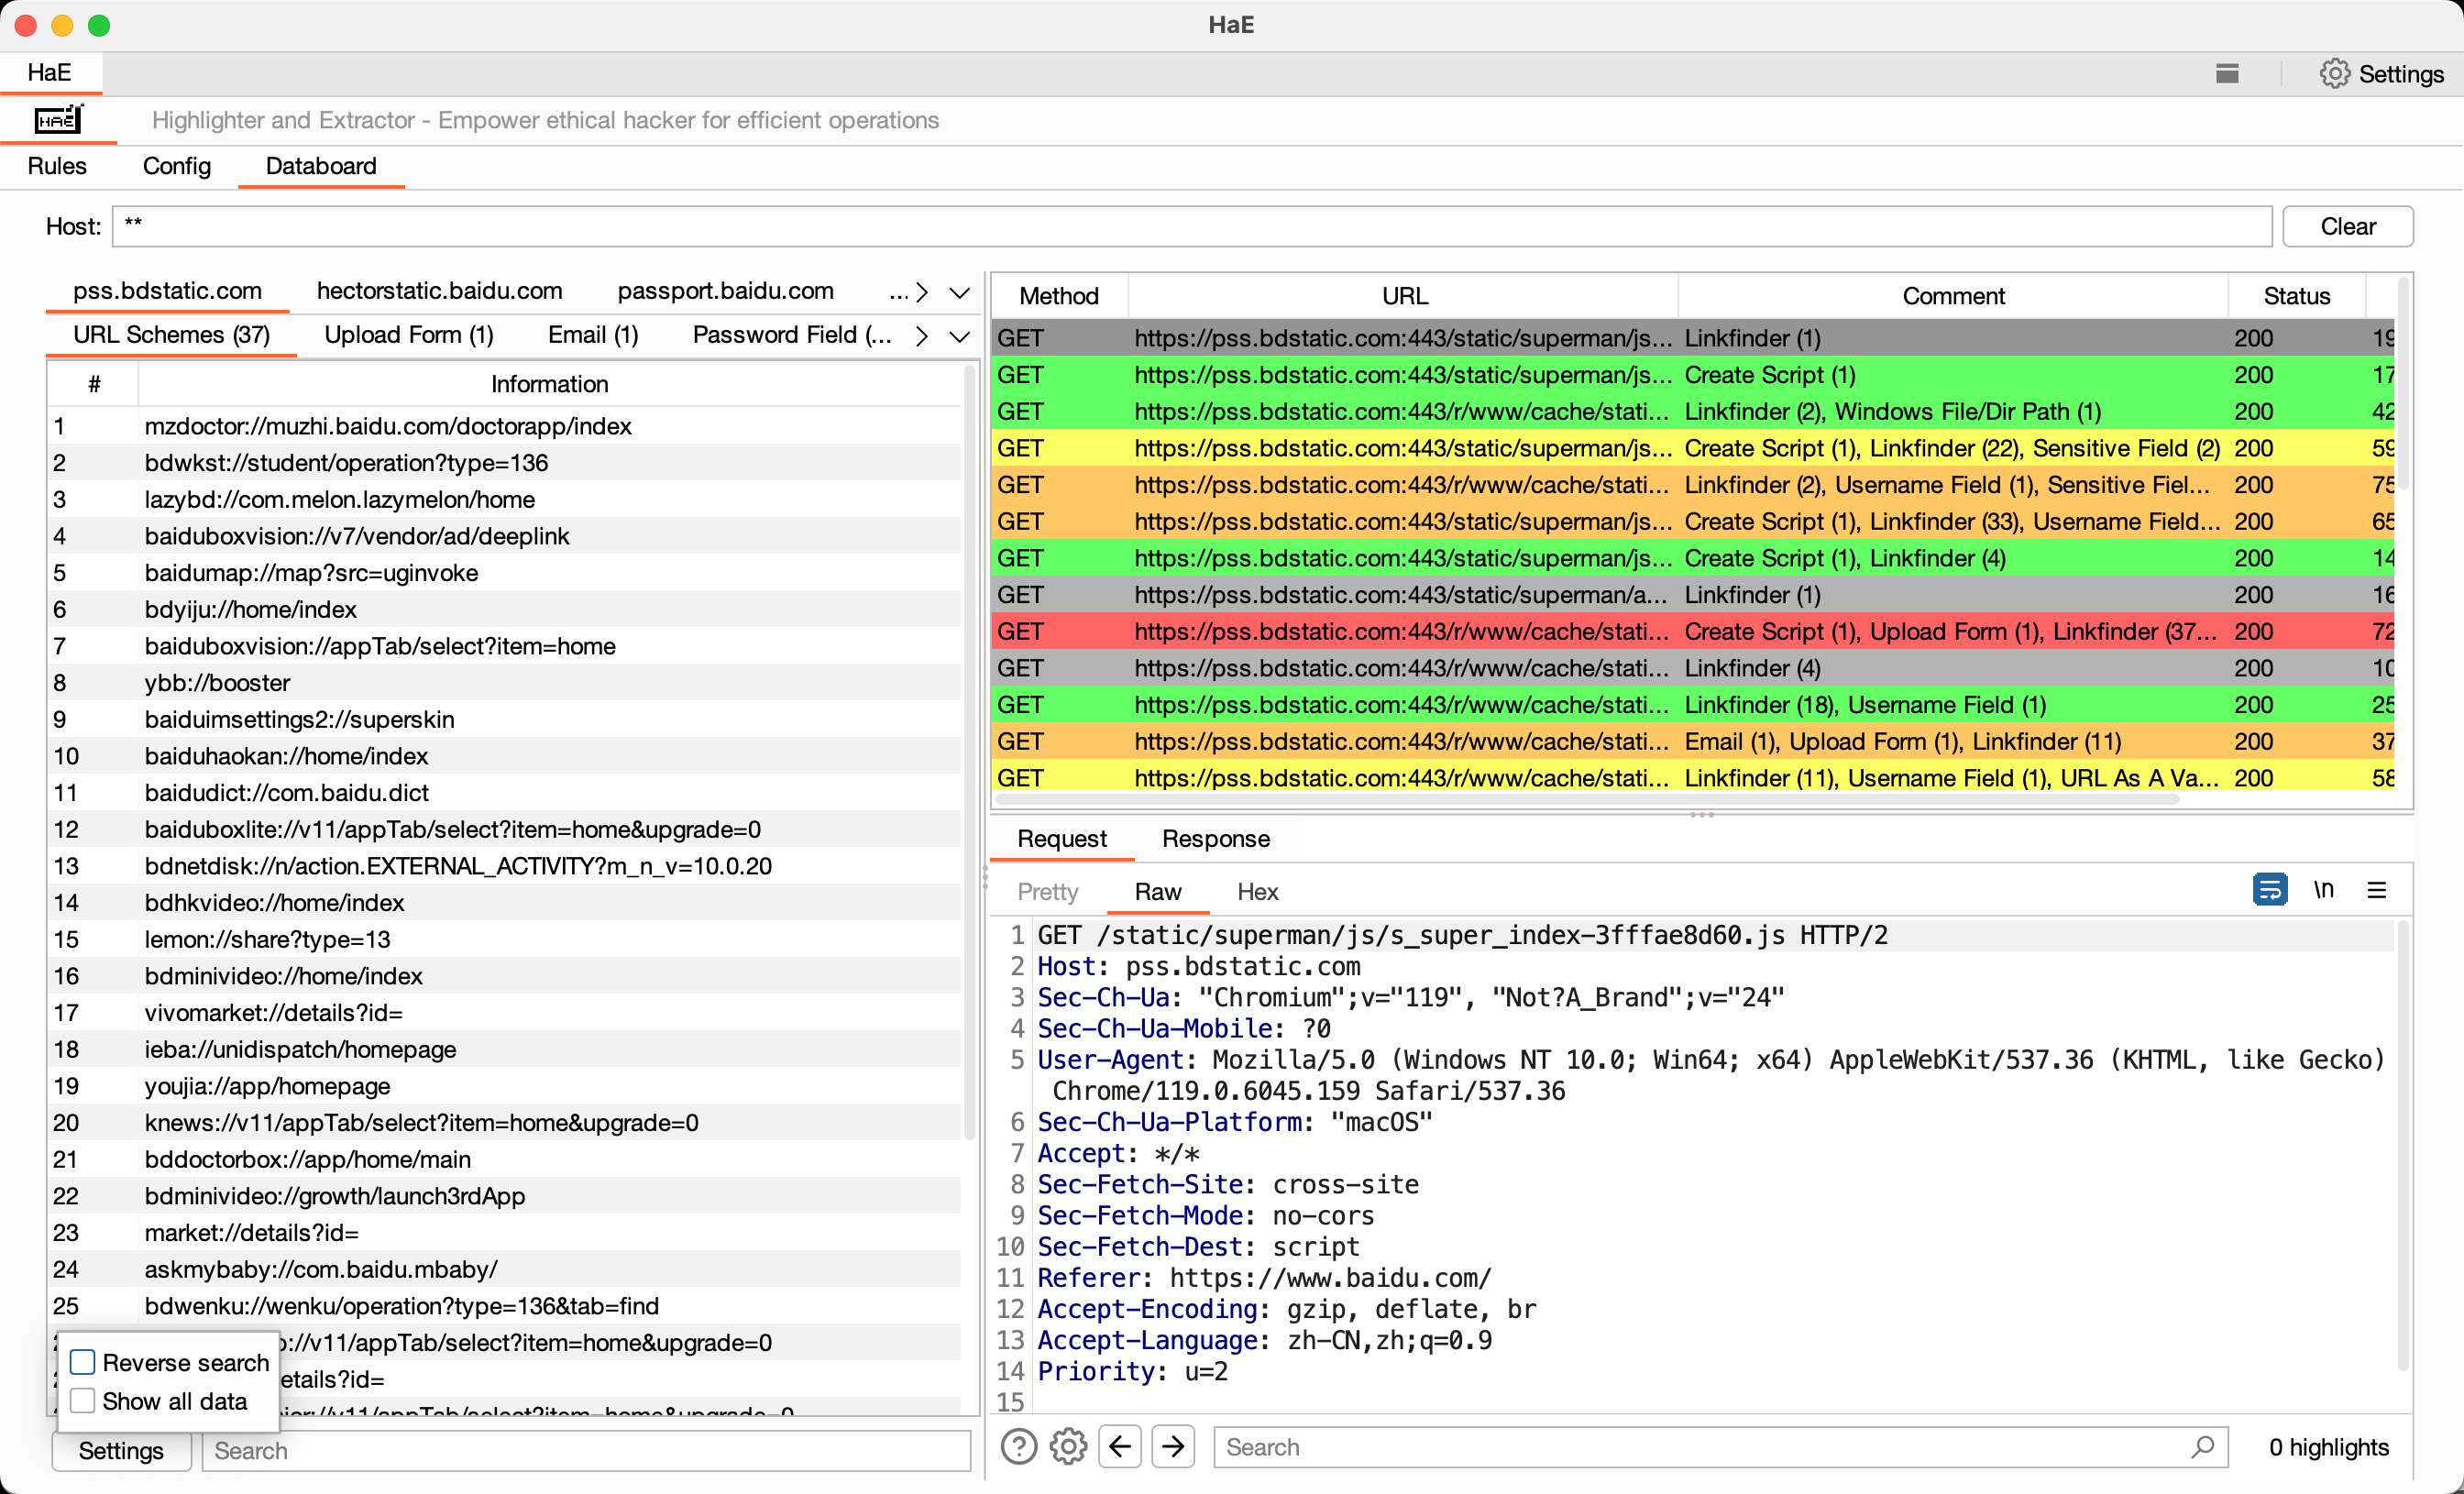 HaE
HaE
Settings
HAE
Highlighter and Extractor - Empower ethical hacker for efficient operations
Rules Config Databoard
Host: ** Clear
pss.bdstatic.com hectorstatic.baidu.com passport.baidu.com ...
URL Schemes (37) Upload Form (1) Email (1) Password Field (...
# Information
1 mzdoctor://muzhi.baidu.com/doctorapp/index
2 bdwkst://student/operation?type=136
3 lazybd://com.melon.lazymelon/home
4 baiduboxvision://v7/vendor/ad/deeplink
5 baidumap://map?src=uginvoke
6 bdyiju://home/index
7 baiduboxvision://appTab/select?item=home
8 ybb://booster
9 baiduimsettings2://superskin
10 baiduhaokan://home/index
11 baidudict://com.baidu.dict
12 baiduboxlite://v11/appTab/select?item=home&upgrade=0
13 bdnetdisk://n/action.EXTERNAL_ACTIVITY?m_n_v=10.0.20
14 bdhkvideo://home/index
15 lemon://share?type=13
16 bdminivideo://home/index
17 vivomarket://details?id=
18 ieba://unidispatch/homepage
19 youjia://app/homepage
20 knews://v11/appTab/select?item=home&upgrade=0
21 bddoctorbox://app/home/main
22 bdminivideo://growth/launch3rdApp
23 market://details?id=
24 askmybaby://com.baidu.mbaby/
25 bdwenku://wenku/operation?type=136&tab=find
://v11/appTab/select?item=home&upgrade=0
etails?id=
://v11/appTab/select?item=home&upgrade=0
Reverse search
Show all data
Settings Search
Method URL Comment Status
GET https://pss.bdstatic.com:443/static/superman/js... Linkfinder (1) 200 19
GET https://pss.bdstatic.com:443/static/superman/js... Create Script (1) 200 17
GET https://pss.bdstatic.com:443/r/www/cache/stati... Linkfinder (2), Windows File/Dir Path (1) 200 42
GET https://pss.bdstatic.com:443/static/superman/js... Create Script (1), Linkfinder (22), Sensitive Field (2) 200 59
GET https://pss.bdstatic.com:443/r/www/cache/stati... Linkfinder (2), Username Field (1), Sensitive Fiel... 200 75
GET https://pss.bdstatic.com:443/static/superman/js... Create Script (1), Linkfinder (33), Username Field... 200 65
GET https://pss.bdstatic.com:443/static/superman/js... Create Script (1), Linkfinder (4) 200 14
GET https://pss.bdstatic.com:443/static/superman/a... Linkfinder (1) 200 16
GET https://pss.bdstatic.com:443/r/www/cache/stati... Create Script (1), Upload Form (1), Linkfinder (37... 200 72
GET https://pss.bdstatic.com:443/r/www/cache/stati... Linkfinder (4) 200 10
GET https://pss.bdstatic.com:443/r/www/cache/stati... Linkfinder (18), Username Field (1) 200 25
GET https://pss.bdstatic.com:443/r/www/cache/stati... Email (1), Upload Form (1), Linkfinder (11) 200 37
GET https://pss.bdstatic.com:443/r/www/cache/stati... Linkfinder (11), Username Field (1), URL As A Va... 200 58
Request Response
Pretty Raw Hex \n
1 GET /static/superman/js/s_super_index-3fffae8d60.js HTTP/2
2 Host: pss.bdstatic.com
3 Sec-Ch-Ua: "Chromium";v="119", "Not?A_Brand";v="24"
4 Sec-Ch-Ua-Mobile: ?0
5 User-Agent: Mozilla/5.0 (Windows NT 10.0; Win64; x64) AppleWebKit/537.36 (KHTML, like Gecko)
Chrome/119.0.6045.159 Safari/537.36
6 Sec-Ch-Ua-Platform: "macOS"
7 Accept: */*
8 Sec-Fetch-Site: cross-site
9 Sec-Fetch-Mode: no-cors
10 Sec-Fetch-Dest: script
11 Referer: https://www.baidu.com/
12 Accept-Encoding: gzip, deflate, br
13 Accept-Language: zh-CN,zh;q=0.9
14 Priority: u=2
15
? Search 0 highlights